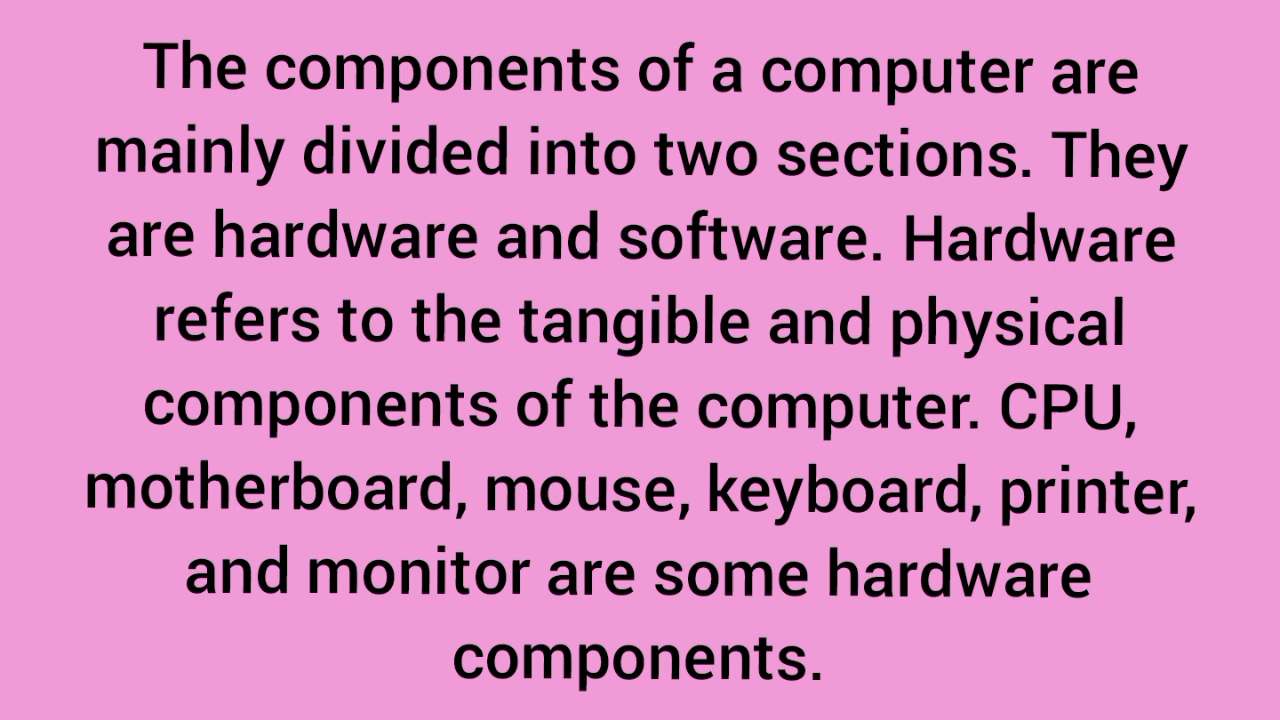 The components of a computer are
mainly divided into two sections. They
are hardware and software. Hardware
refers to the tangible and physical
components of the computer. CPU,
motherboard, mouse, keyboard, printer,
and monitor are some hardware
components.